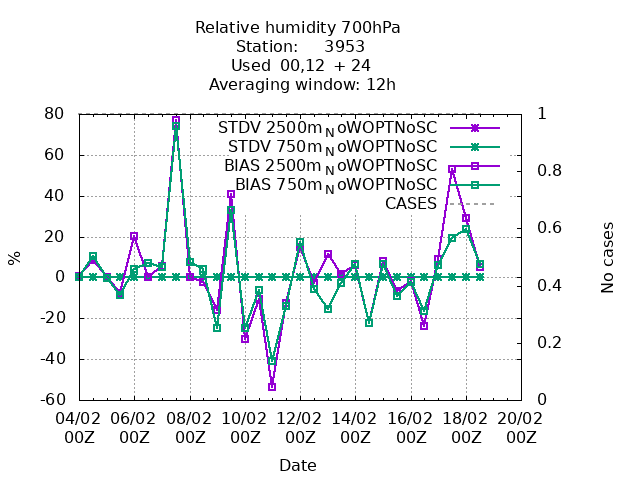 Relative humidity 700hPa
Station: 3953
Used 00,12 + 24
Averaging window: 12h
80
60
40
20
0
-20
-40
-60
%
1
0.8
0.6
0.4
0.2
0
No cases
STDV 2500m_NoWOPTNoSC
STDV 750m_NoWOPTNoSC
BIAS 2500m_NoWOPTNoSC
BIAS 750m_NoWOPTNoSC
CASES
04/02 06/02 08/02 10/02 12/02 14/02 16/02 18/02 20/02
00Z 00Z 00Z 00Z 00Z 00Z 00Z 00Z 00Z
Date